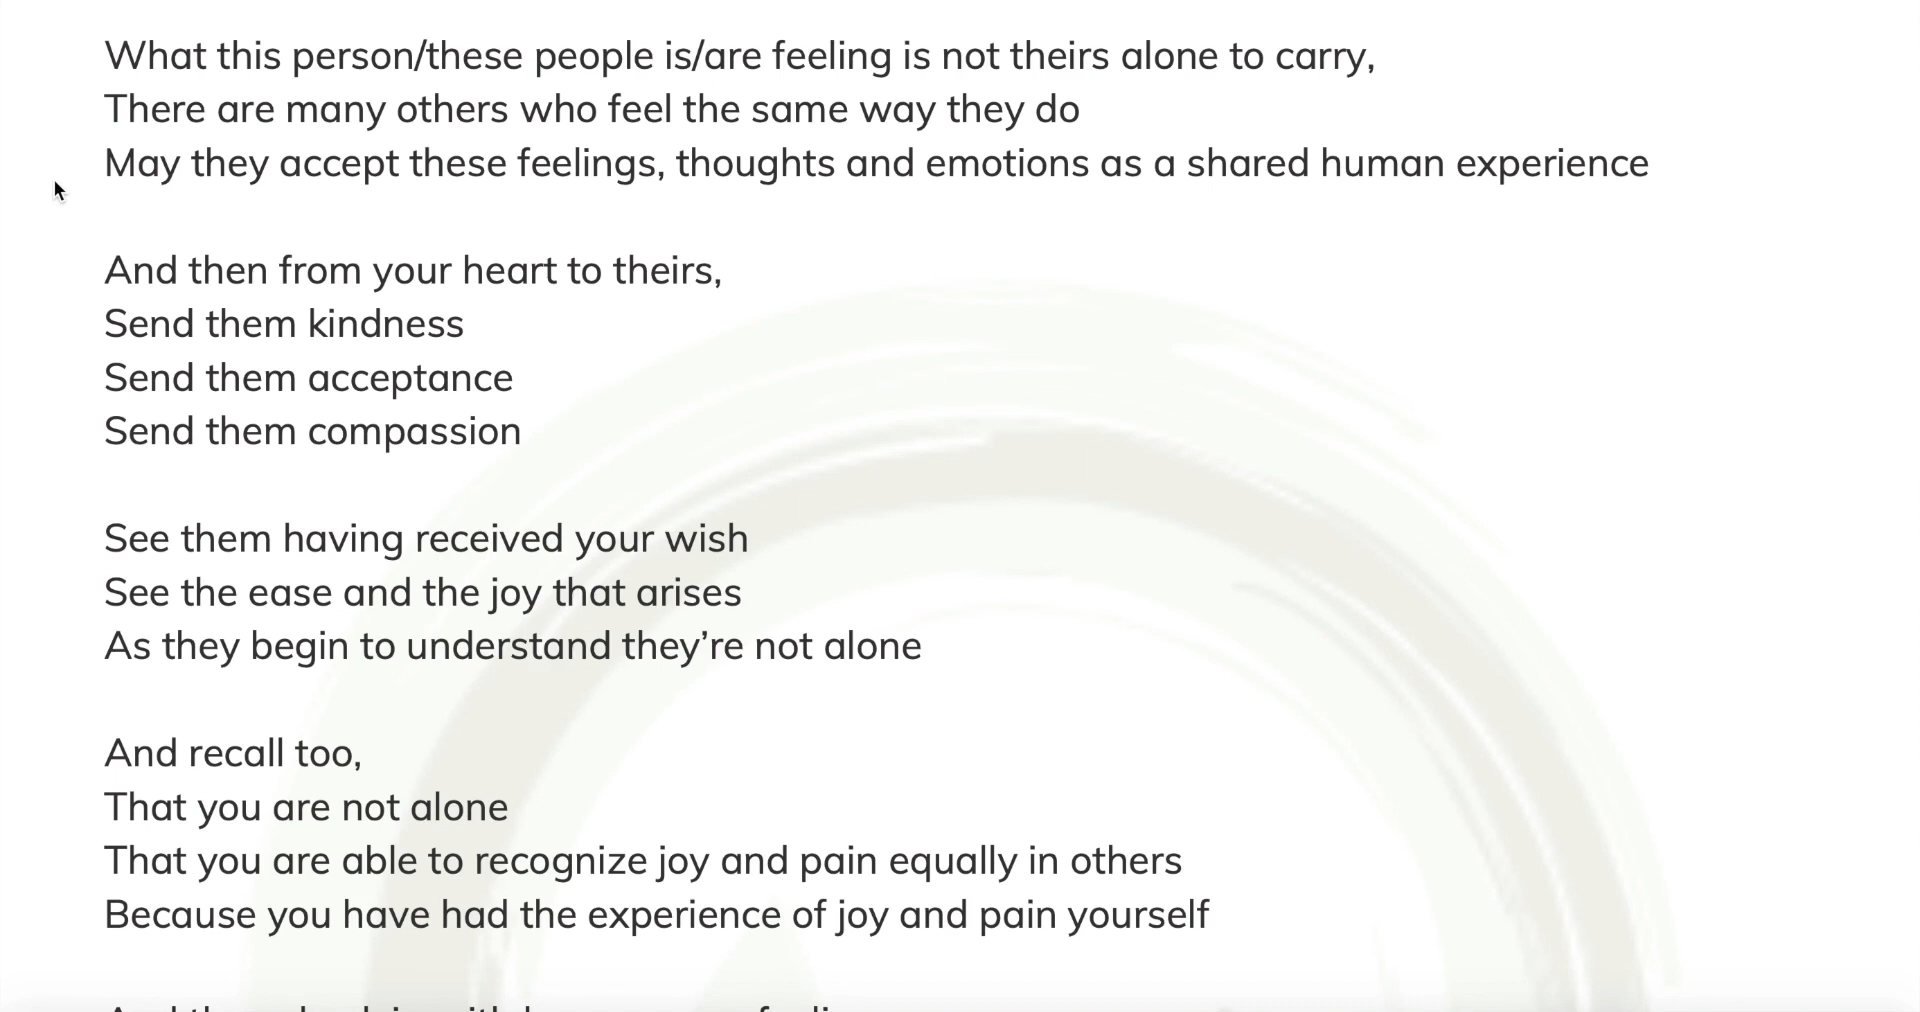 What this person/these people is/are feeling is not theirs alone to carry,
There are many others who feel the same way they do
May they accept these feelings, thoughts and emotions as a shared human experience
And then from your heart to theirs,
Send them kindness
Send them acceptance
Send them compassion
See them having received your wish
See the ease and the joy that arises
As they begin to understand they’re not alone
And recall too,
That you are not alone
That you are able to recognize joy and pain equally in others
Because you have had the experience of joy and pain yourself